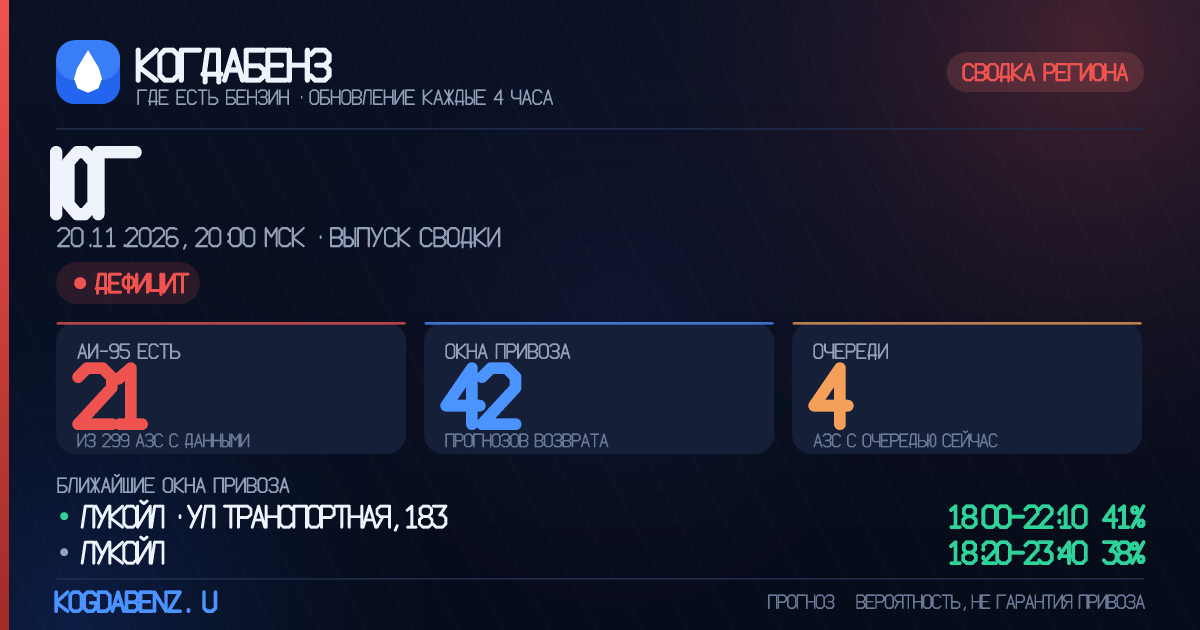 КОГДАБЕНЗ
ГДЕ ЕСТЬ БЕНЗИН · ОБНОВЛЕНИЕ КАЖДЫЕ 4 ЧАСА
СВОДКА РЕГИОНА
ЮГ
20.11.2026, 20:00 МСК · ВЫПУСК СВОДКИ
• ДЕФИЦИТ
АИ-95 ЕСТЬ
21
ИЗ 299 АЗС С ДАННЫМИ
ОКНА ПРИВОЗА
42
ПРОГНОЗОВ ВОЗВРАТА
ОЧЕРЕДИ
4
АЗС С ОЧЕРЕДЬЮ СЕЙЧАС
БЛИЖАЙШИЕ ОКНА ПРИВОЗА
• ЛУКОЙЛ · УЛ ТРАНСПОРТНАЯ, 183 18:00-22:10 41%
• ЛУКОЙЛ 18:20-23:40 38%
KOGDABENZ. U
ПРОГНОЗ ВЕРОЯТНОСТЬ, НЕ ГАРАНТИЯ ПРИВОЗА